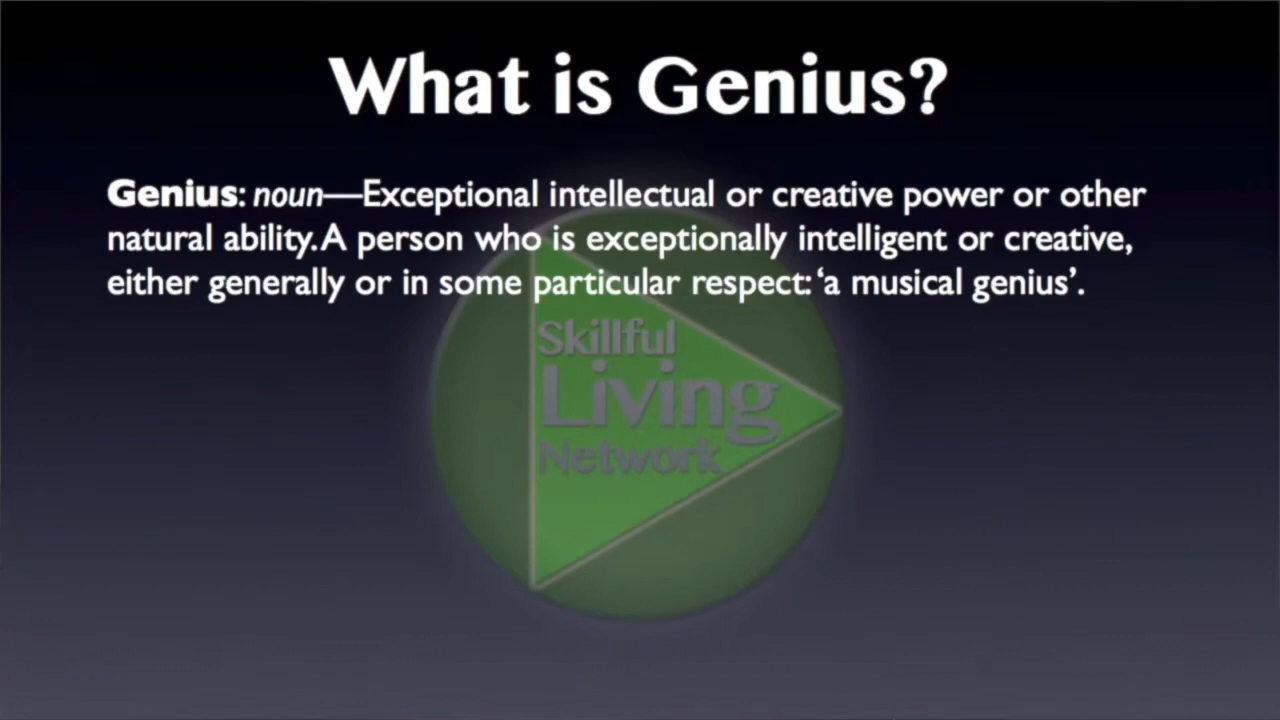 What is Genius?
Genius: noun—Exceptional intellectual or creative power or other
natural ability. A person who is exceptionally intelligent or creative,
either generally or in some particular respect: ‘a musical genius’.
Skillful
Living
Network